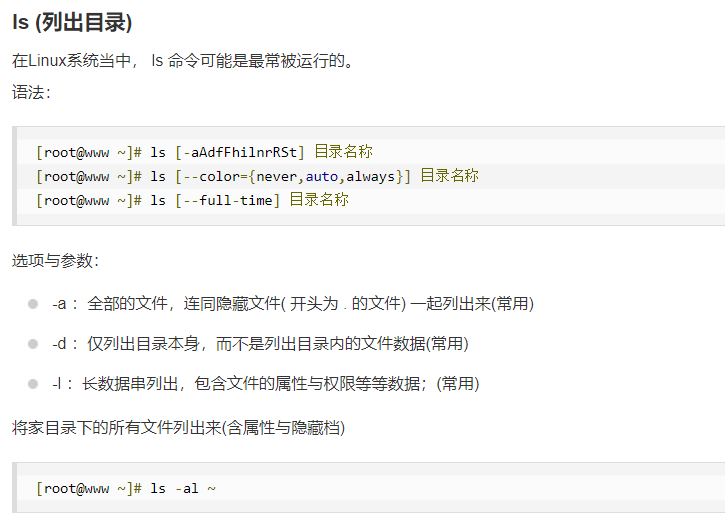 ls (列出目录)
在Linux系统当中， ls 命令可能是最常被运行的。
语法：
[root@www ~]# ls [-aAdfFhilnrRSt] 目录名称
[root@www ~]# ls [--color={never,auto,always}] 目录名称
[root@www ~]# ls [--full-time] 目录名称
选项与参数：
-a ：全部的文件，连同隐藏文件( 开头为 . 的文件) 一起列出来(常用)
-d ：仅列出目录本身，而不是列出目录内的文件数据(常用)
-l ：长数据串列出，包含文件的属性与权限等等数据；(常用)
将家目录下的所有文件列出来(含属性与隐藏档)
[root@www ~]# ls -al ~